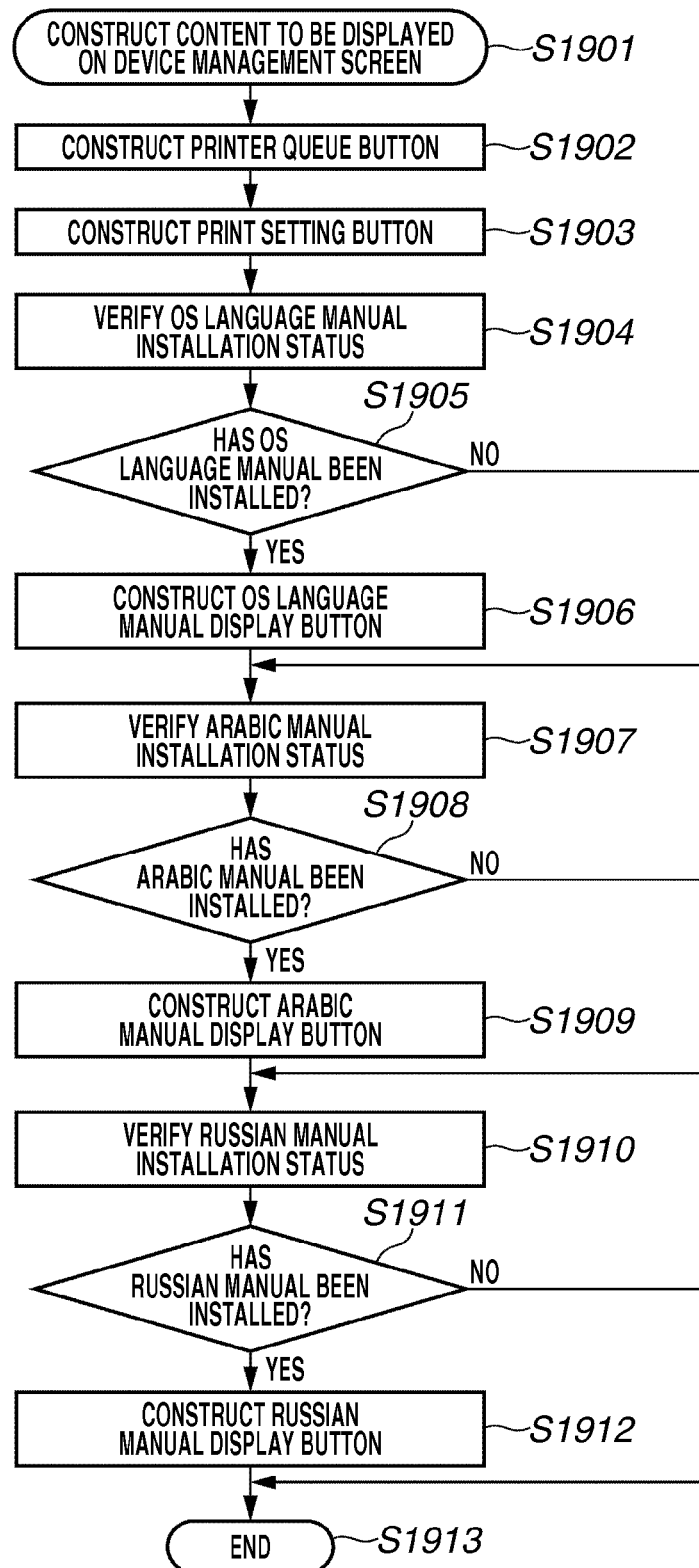 CONSTRUCT CONTENT TO BE DISPLAYED
ON DEVICE MANAGEMENT SCREEN
S1901
CONSTRUCT PRINTER QUEUE BUTTON
S1902
CONSTRUCT PRINT SETTING BUTTON
S1903
VERIFY OS LANGUAGE MANUAL
INSTALLATION STATUS
S1904
S1905
HAS OS
LANGUAGE MANUAL BEEN
INSTALLED?
NO
YES
CONSTRUCT OS LANGUAGE
MANUAL DISPLAY BUTTON
S1906
VERIFY ARABIC MANUAL
INSTALLATION STATUS
S1907
S1908
HAS
ARABIC MANUAL BEEN
INSTALLED?
NO
YES
CONSTRUCT ARABIC
MANUAL DISPLAY BUTTON
S1909
VERIFY RUSSIAN MANUAL
INSTALLATION STATUS
S1910
S1911
HAS
RUSSIAN MANUAL BEEN
INSTALLED?
NO
YES
CONSTRUCT RUSSIAN
MANUAL DISPLAY BUTTON
S1912
END
S1913